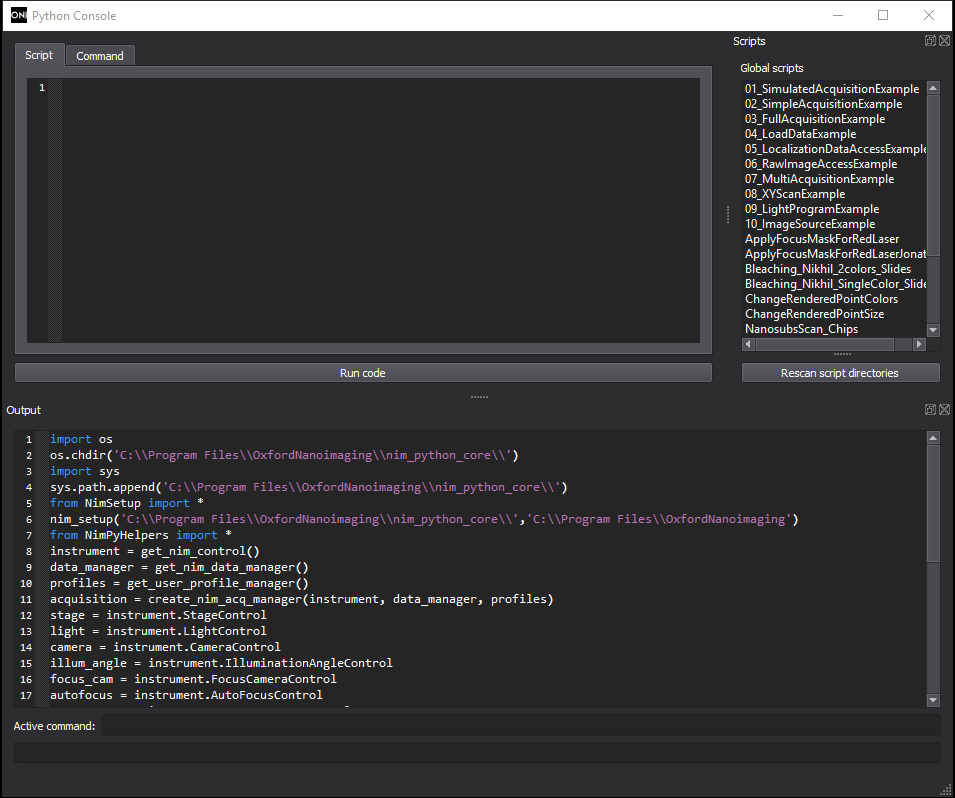 ONI Python Console
Script Command
1
Run code
Scripts
Global scripts
01_SimulatedAcquisitionExample
02_SimpleAcquisitionExample
03_FullAcquisitionExample
04_LoadDataExample
05_LocalizationDataAccessExample
06_RawImageAccessExample
07_MultiAcquisitionExample
08_XYScanExample
09_LightProgramExample
10_ImageSourceExample
ApplyFocusMaskForRedLaser
ApplyFocusMaskForRedLaserJonat
Bleaching_Nikhil_2colors_Slides
Bleaching_Nikhil_SingleColor_Slide
ChangeRenderedPointColors
ChangeRenderedPointSize
NanosubsScan_Chips
Rescan script directories
Output
1 import os
2 os.chdir('C:\\Program Files\\OxfordNanoimaging\\nim_python_core\\')
3 import sys
4 sys.path.append('C:\\Program Files\\OxfordNanoimaging\\nim_python_core\\')
5 from NimSetup import *
6 nim_setup('C:\\Program Files\\OxfordNanoimaging\\nim_python_core\\','C:\\Program Files\\OxfordNanoimaging')
7 from NimPyHelpers import *
8 instrument = get_nim_control()
9 data_manager = get_nim_data_manager()
10 profiles = get_user_profile_manager()
11 acquisition = create_nim_acq_manager(instrument, data_manager, profiles)
12 stage = instrument.StageControl
13 light = instrument.LightControl
14 camera = instrument.CameraControl
15 illum_angle = instrument.IlluminationAngleControl
16 focus_cam = instrument.FocusCameraControl
17 autofocus = instrument.AutoFocusControl
Active command: